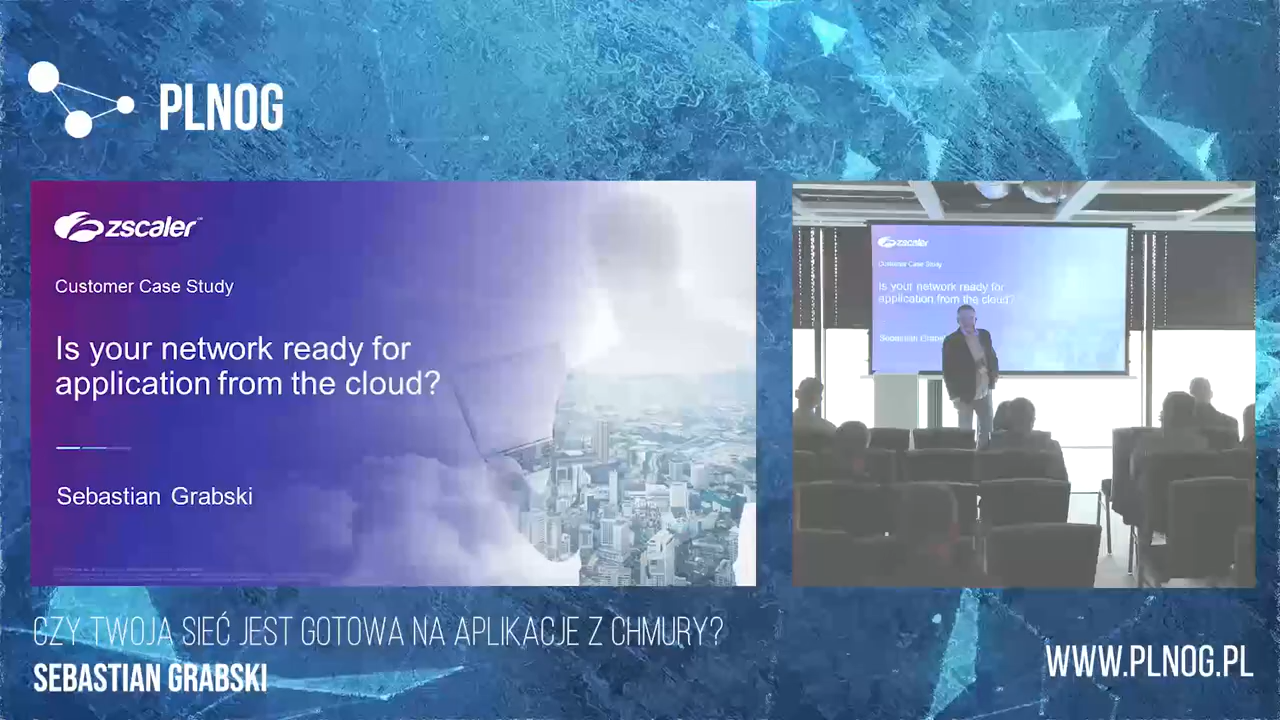 PLNOG
zscaler
Customer Case Study
Is your network ready for
application from the cloud?
Sebastian Grabski
zscaler
Customer Case Study
Is your network ready for
application from the cloud?
Sebastian
CZY TWOJA SIEĆ JEST GOTOWA NA APLIKACJE Z CHMURY?
SEBASTIAN GRABSKI
WWW.PLNOG.PL